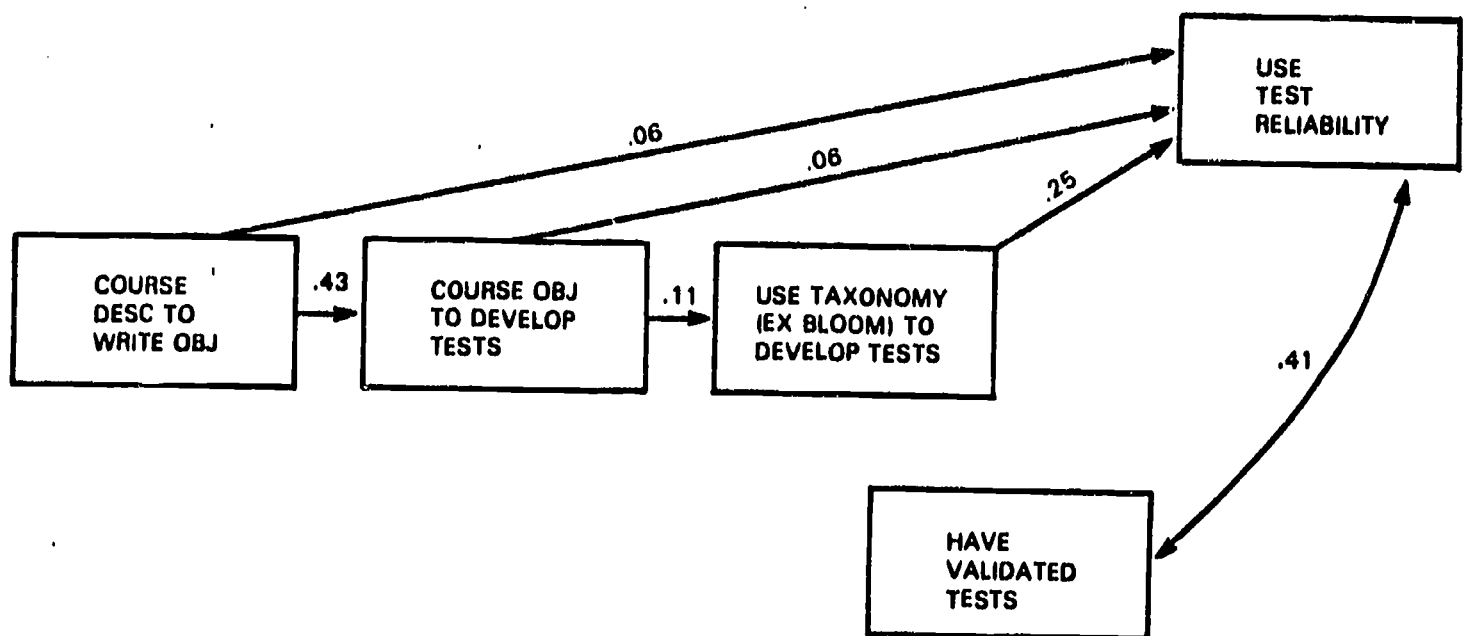 USE
TEST
RELIABILITY
.06
.06
.25
COURSE
DESC TO
WRITE OBJ
.43
COURSE OBJ
TO DEVELOP
TESTS
.11
USE TAXONOMY
(EX BLOOM) TO
DEVELOP TESTS
.41
HAVE
VALIDATED
TESTS